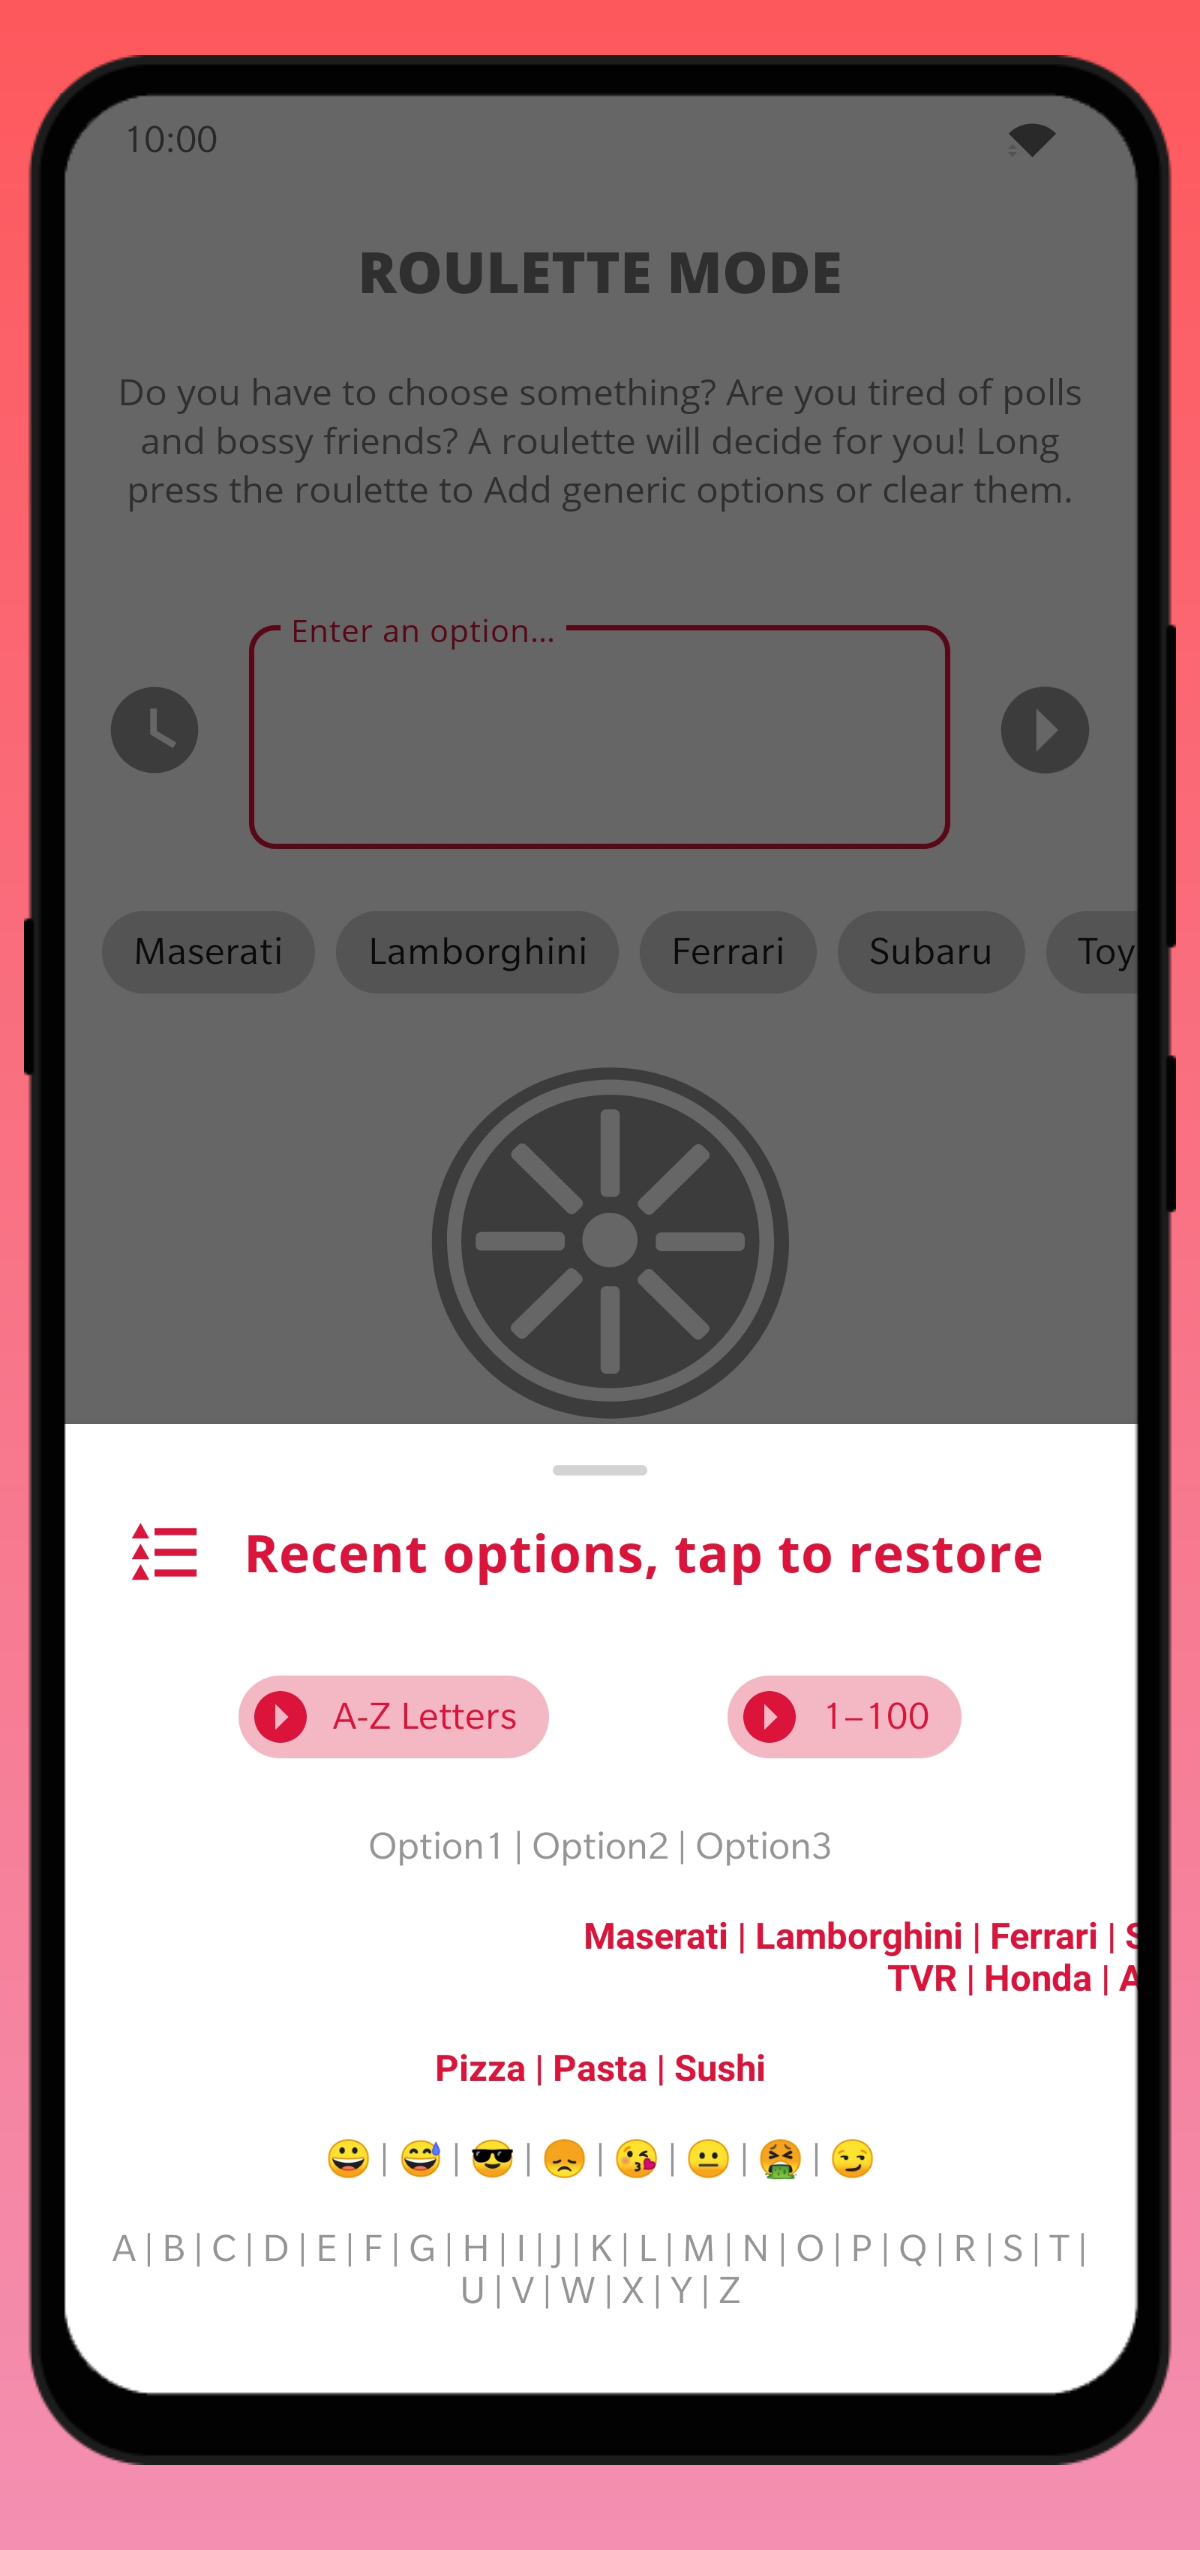 10:00
ROULETTE MODE
Do you have to choose something? Are you tired of polls
and bossy friends? A roulette will decide for you! Long
press the roulette to Add generic options or clear them.
Enter an option...
Maserati Lamborghini Ferrari Subaru Toy
Recent options, tap to restore
A-Z Letters 1–100
Option1 | Option2 | Option3
Maserati | Lamborghini | Ferrari | S
TVR | Honda | A
Pizza | Pasta | Sushi
😀 | 😅 | 😎 | 😞 | 😘 | 😐 | 🤮 | 😏
A | B | C | D | E | F | G | H | I | J | K | L | M | N | O | P | Q | R | S | T |
U | V | W | X | Y | Z